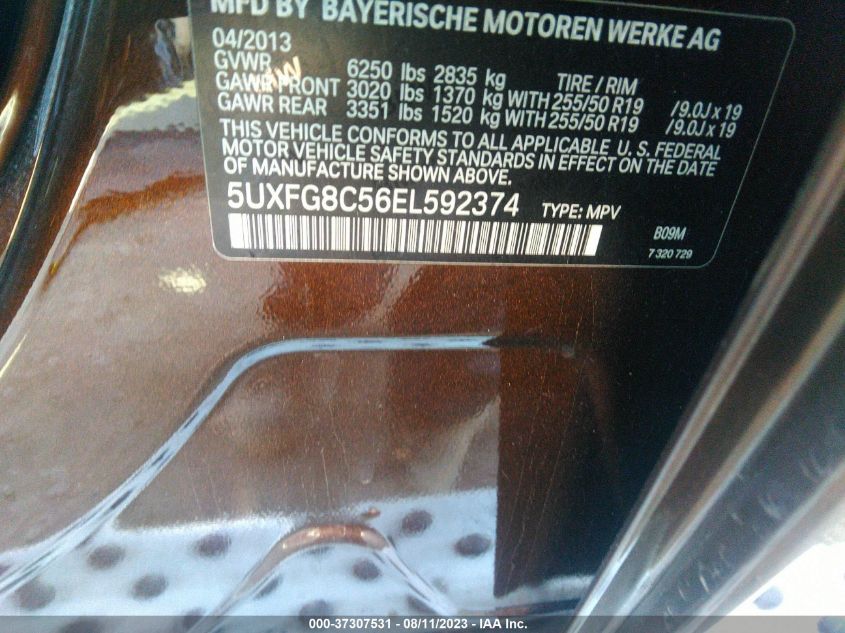 MFD BY BAYERISCHE MOTOREN WERKE AG
04/2013
GVWR 6250 lbs 2835 kg TIRE / RIM
GAWR FRONT 3020 lbs 1370 kg WITH 255/50 R19 /9.0J x 19
GAWR REAR 3351 lbs 1520 kg WITH 255/50 R19 /9.0J x 19
THIS VEHICLE CONFORMS TO ALL APPLICABLE U. S. FEDERAL
MOTOR VEHICLE SAFETY STANDARDS IN EFFECT ON THE DATE
OF MANUFACTURE SHOWN ABOVE.
5UXFG8C56EL592374 TYPE: MPV B09M
7 320 729
000-37307531 - 08/11/2023 - IAA Inc.